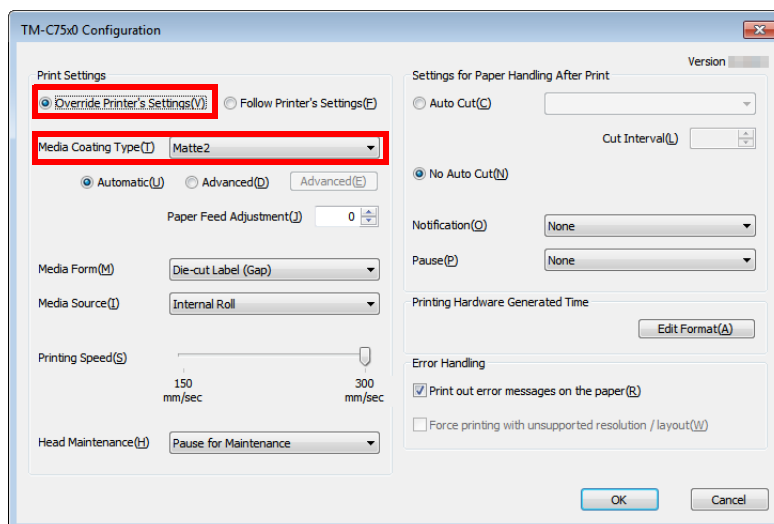 TM-C75x0 Configuration
Version
Print Settings
Override Printer's Settings(V)
Follow Printer's Settings(F)
Media Coating Type(T)
Matte2
Automatic(U)
Advanced(D)
Advanced(E)
Paper Feed Adjustment(J)
0
Media Form(M)
Die-cut Label (Gap)
Media Source(I)
Internal Roll
Printing Speed(S)
150
mm/sec
300
mm/sec
Head Maintenance(H)
Pause for Maintenance
Settings for Paper Handling After Print
Auto Cut(C)
Cut Interval(L)
No Auto Cut(N)
Notification(O)
None
Pause(P)
None
Printing Hardware Generated Time
Edit Format(A)
Error Handling
Print out error messages on the paper(R)
Force printing with unsupported resolution / layout(W)
OK
Cancel